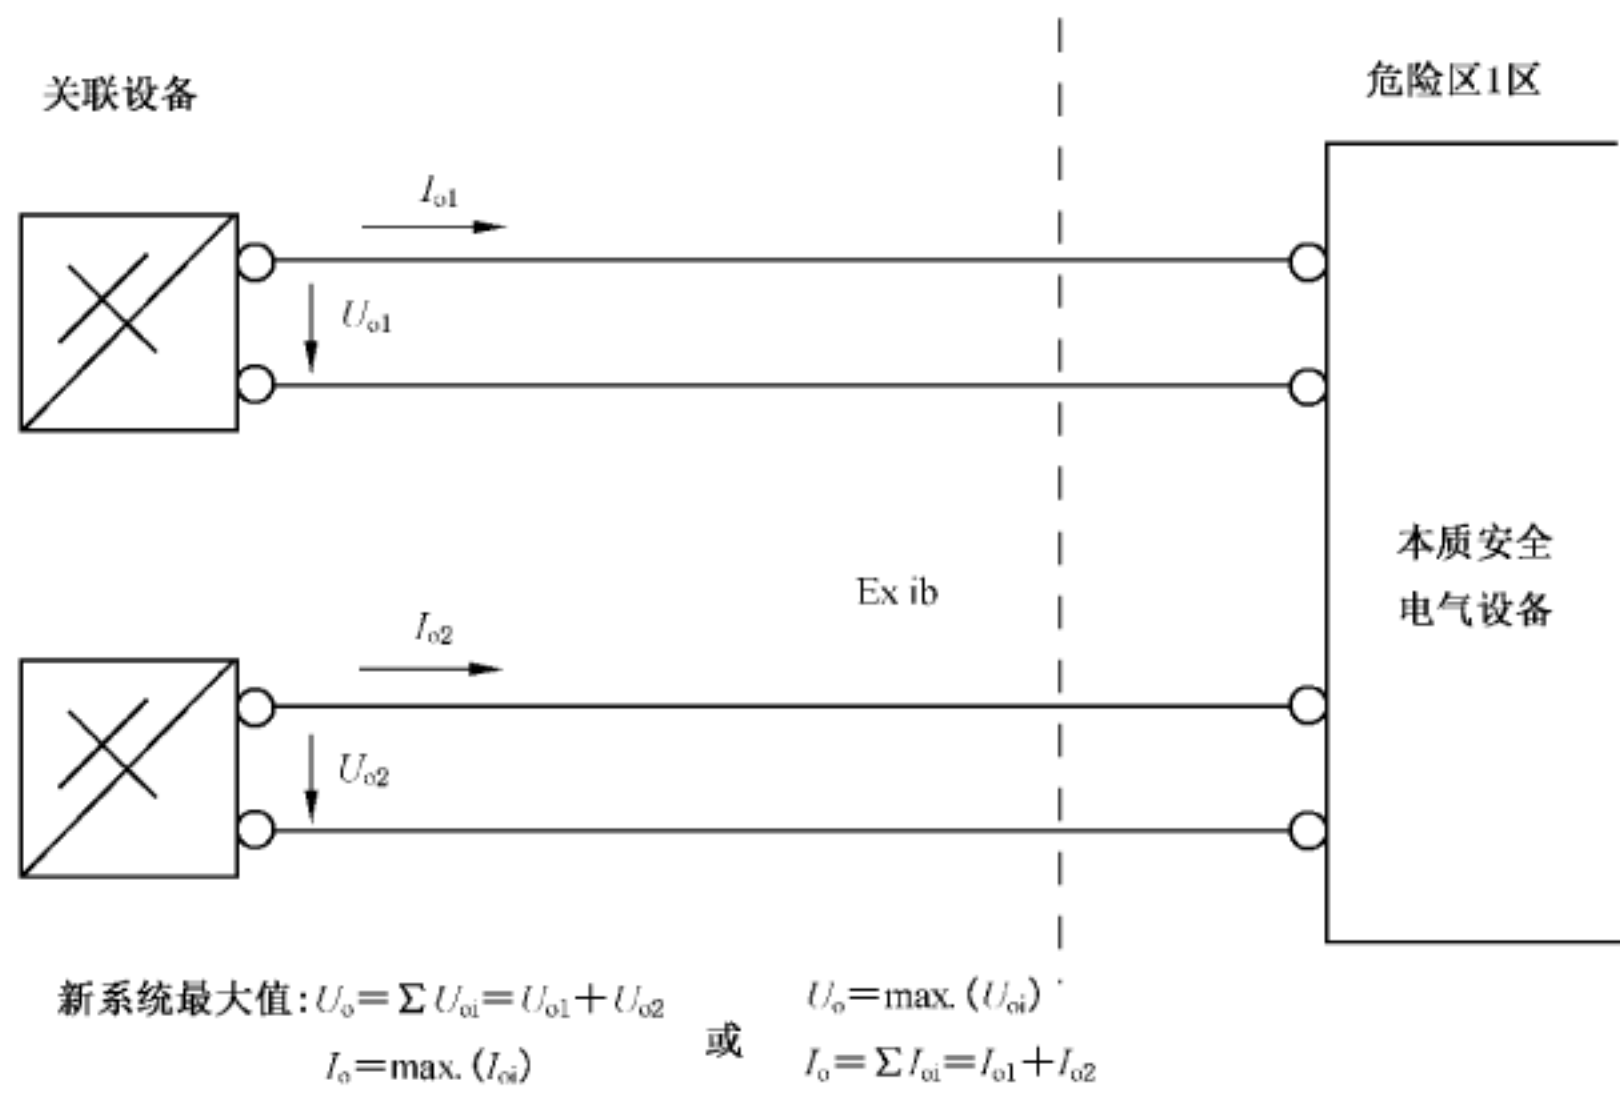 关联设备
危险区1区
Io1
Uo1
本质安全
电气设备
Ex ib
Io2
Uo2
新系统最大值:Uo=ΣUoi=Uo1+Uo2
Io=max.(Ioi)
或
Uo=max.(Uoi)
Io=ΣIoi=Io1+Io2